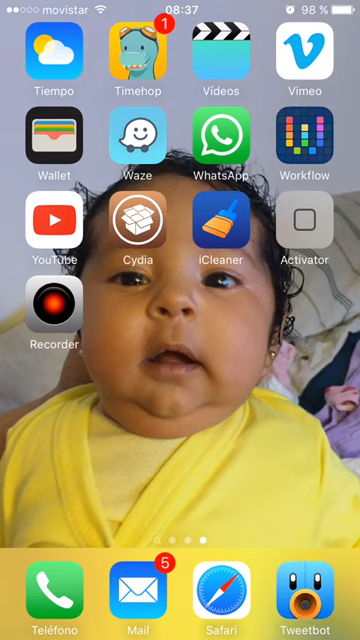 movistar 08:37 98 %
1
Tiempo Timehop Vídeos Vimeo
Wallet Waze WhatsApp Workflow
YouTube Cydia iCleaner Activator
Recorder
5
Teléfono Mail Safari Tweetbot